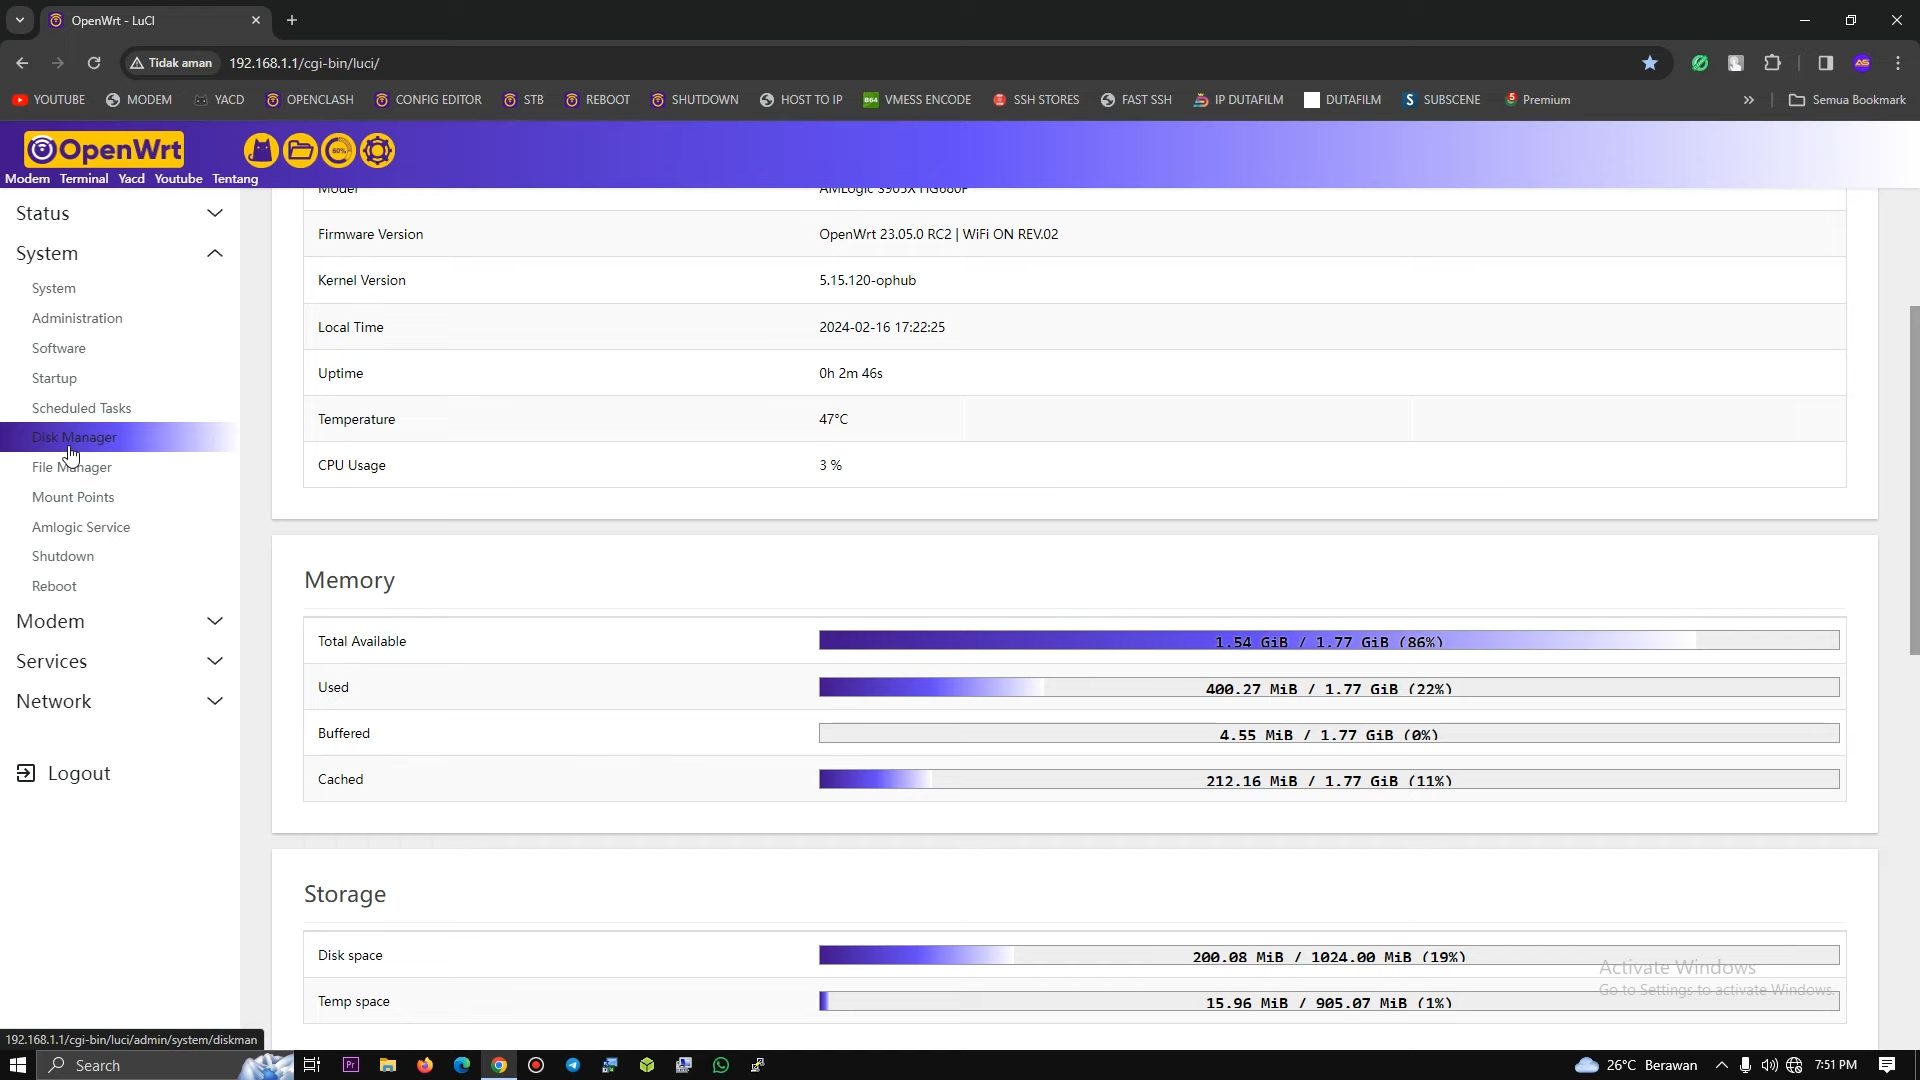 OpenWrt - LuCI
Tidak aman
192.168.1.1/cgi-bin/luci/
AS
YOUTUBE
MODEM
YACD
OPENCLASH
CONFIG EDITOR
STB
REBOOT
SHUTDOWN
HOST TO IP
B64 VMESS ENCODE
SSH STORES
FAST SSH
IP DUTAFILM
DUTAFILM
S SUBSCENE
Premium
Semua Bookmark
OpenWrt
60%
Modem Terminal Yacd Youtube Tentang
Status
System
System
Administration
Software
Startup
Scheduled Tasks
Disk Manager
File Manager
Mount Points
Amlogic Service
Shutdown
Reboot
Modem
Services
Network
Logout
Model
Firmware Version OpenWrt 23.05.0 RC2 | WiFi ON REV.02
Kernel Version 5.15.120-ophub
Local Time 2024-02-16 17:22:25
Uptime 0h 2m 46s
Temperature 47°C
CPU Usage 3 %
Memory
Total Available 1.54 GiB / 1.77 GiB (86%)
Used 400.27 MiB / 1.77 GiB (22%)
Buffered 4.55 MiB / 1.77 GiB (0%)
Cached 212.16 MiB / 1.77 GiB (11%)
Storage
Disk space 200.08 MiB / 1024.00 MiB (19%)
Temp space 15.96 MiB / 905.07 MiB (1%)
Activate Windows
Go to Settings to activate Windows.
192.168.1.1/cgi-bin/luci/admin/system/diskman
Search
Pr
26°C Berawan
7:51 PM